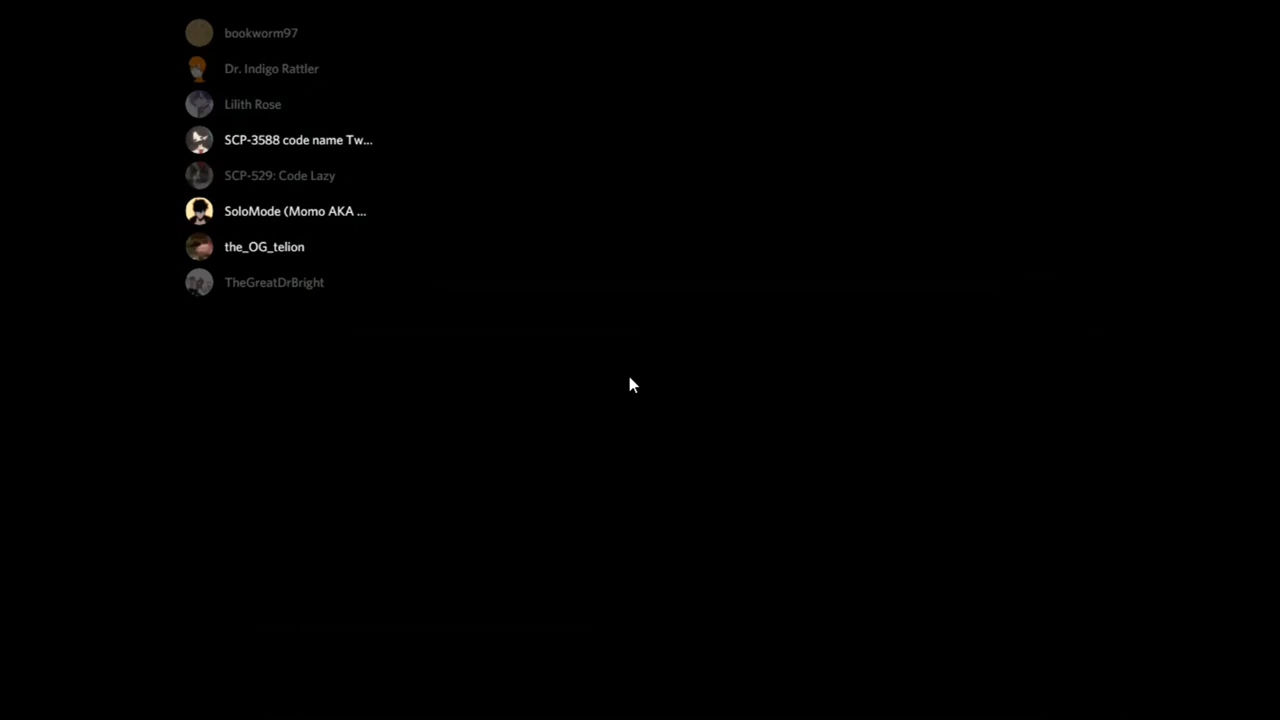 bookworm97
Dr. Indigo Rattler
Lilith Rose
SCP-3588 code name Tw...
SCP-529: Code Lazy
SoloMode (Momo AKA ...
the_OG_telion
TheGreatDrBright